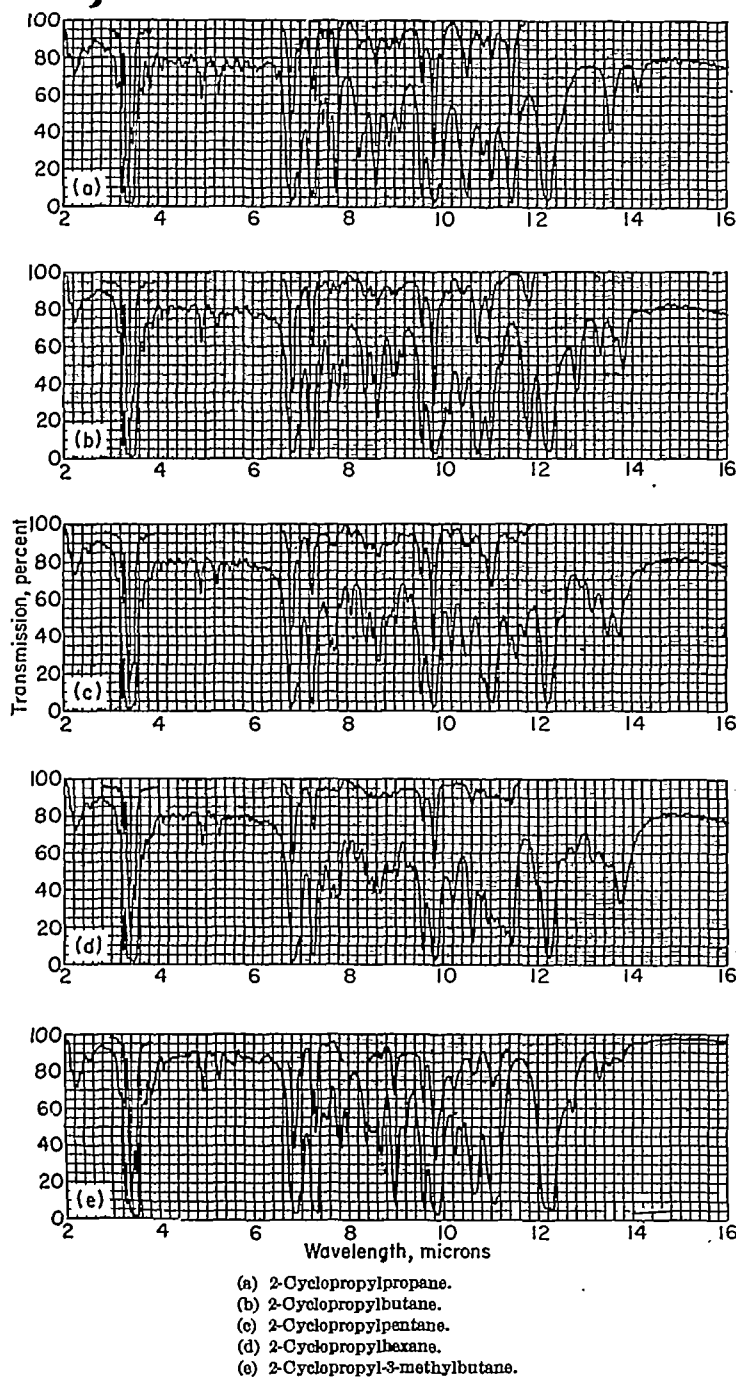 100
80
60
40
20
0
(a)
2 4 6 8 10 12 14 16
100
80
60
40
20
0
(b)
2 4 6 8 10 12 14 16
Transmission, percent
100
80
60
40
20
0
(c)
2 4 6 8 10 12 14 16
100
80
60
40
20
0
(d)
2 4 6 8 10 12 14 16
100
80
60
40
20
0
(e)
2 4 6 8 10 12 14 16
Wavelength, microns
(a) 2-Cyclopropylpropane.
(b) 2-Cyclopropylbutane.
(c) 2-Cyclopropylpentane.
(d) 2-Cyclopropylhexane.
(e) 2-Cyclopropyl-3-methylbutane.